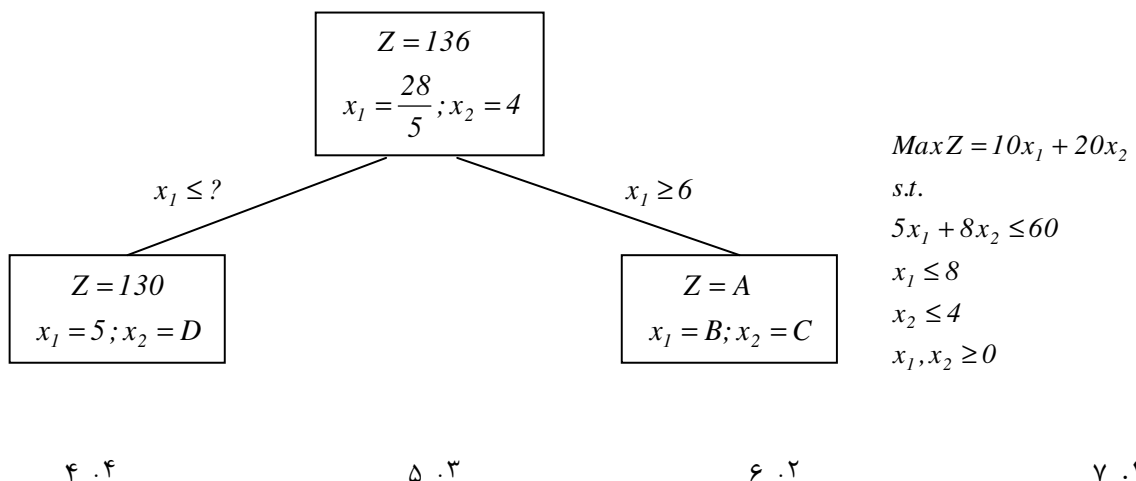 Z = 136
x₁ = 28/5 ; x₂ = 4
x₁ ≤ ?
x₁ ≥ 6
Z = 130
x₁ = 5 ; x₂ = D
Z = A
x₁ = B; x₂ = C
Max Z = 10x₁ + 20x₂
s.t.
5x₁ + 8x₂ ≤ 60
x₁ ≤ 8
x₂ ≤ 4
x₁, x₂ ≥ 0
۷ .
۲. ۶
۳. ۵
۴. ۴